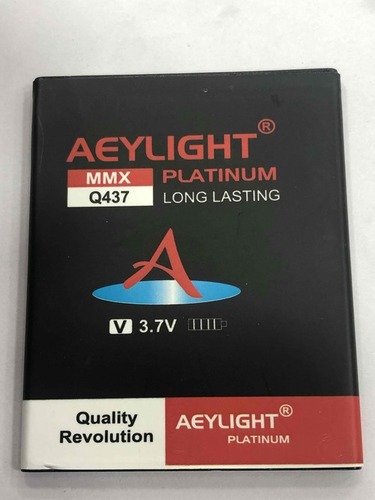 AEYLIGHT®
MMX
Q437
PLATINUM
LONG LASTING
A
V 3.7V
Quality
Revolution
AEYLIGHT®
PLATINUM